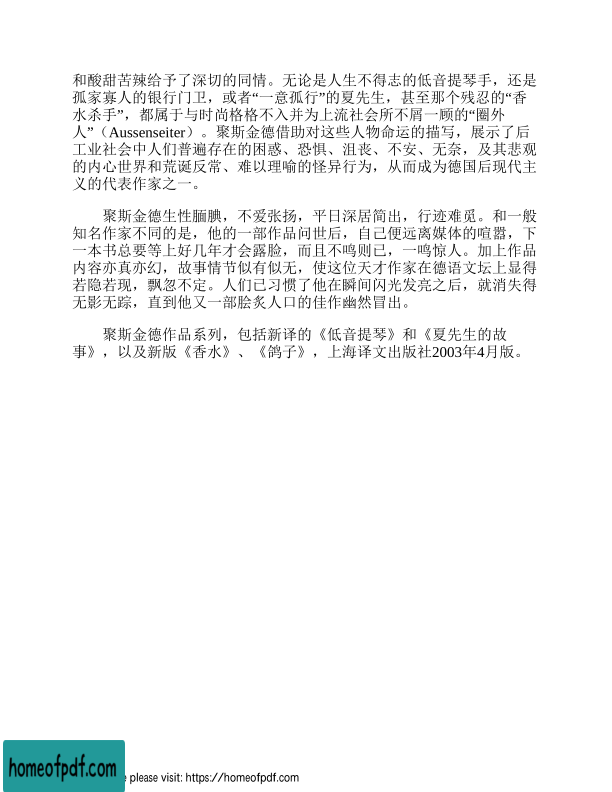 和酸甜苦辣给予了深切的同情。无论是人生不得志的低音提琴手，还是
孤家寡人的银行门卫，或者“一意孤行”的夏先生，甚至那个残忍的“香
水杀手”，都属于与时尚格格不入并为上流社会所不屑一顾的“圈外
人”（Aussenseiter）。聚斯金德借助对这些人物命运的描写，展示了后
工业社会中人们普遍存在的困惑、恐惧、沮丧、不安、无奈，及其悲观
的内心世界和荒诞反常、难以理喻的怪异行为，从而成为德国后现代主
义的代表作家之一。
聚斯金德生性腼腆，不爱张扬，平日深居简出，行迹难觅。和一般
知名作家不同的是，他的一部作品问世后，自己便远离媒体的喧嚣，下
一本书总要等上好几年才会露脸，而且不鸣则已，一鸣惊人。加上作品
内容亦真亦幻，故事情节似有似无，使这位天才作家在德语文坛上显得
若隐若现，飘忽不定。人们已习惯了他在瞬间闪光发亮之后，就消失得
无影无踪，直到他又一部脍炙人口的佳作幽然冒出。
聚斯金德作品系列，包括新译的《低音提琴》和《夏先生的故
事》，以及新版《香水》、《鸽子》，上海译文出版社2003年4月版。
homeofpdf.com
please visit: https://homeofpdf.com